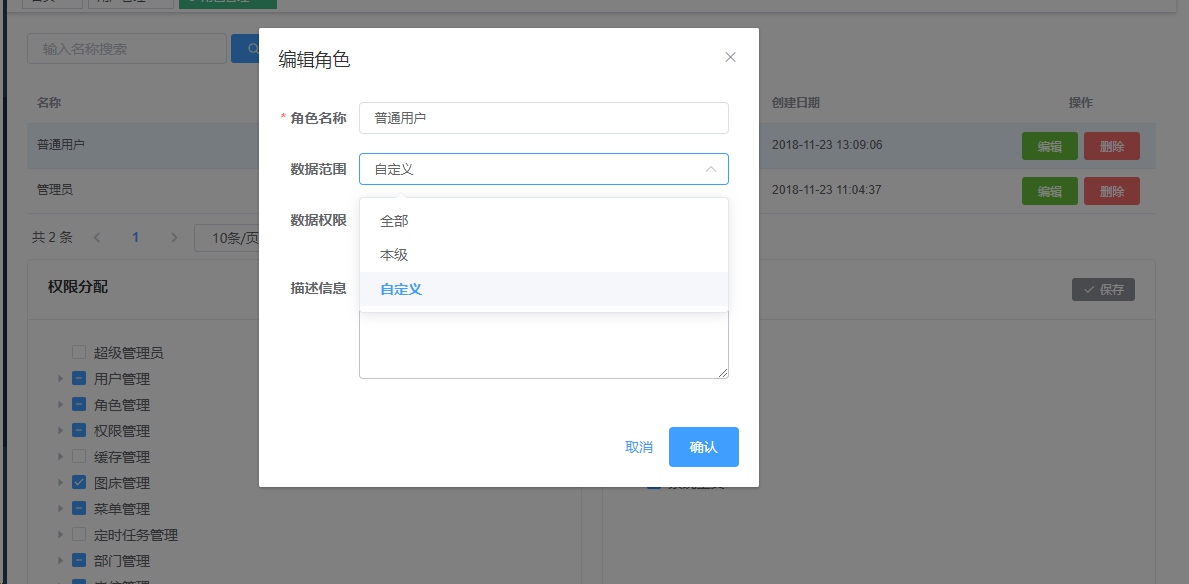 输入名称搜索
编辑角色
名称
创建日期
操作
* 角色名称
普通用户
普通用户
2018-11-23 13:09:06
编辑
删除
数据范围
自定义
管理员
2018-11-23 11:04:37
编辑
删除
数据权限
全部
共 2 条
1
10条/页
本级
权限分配
描述信息
自定义
保存
超级管理员
用户管理
角色管理
权限管理
取消
确认
缓存管理
图床管理
菜单管理
定时任务管理
部门管理